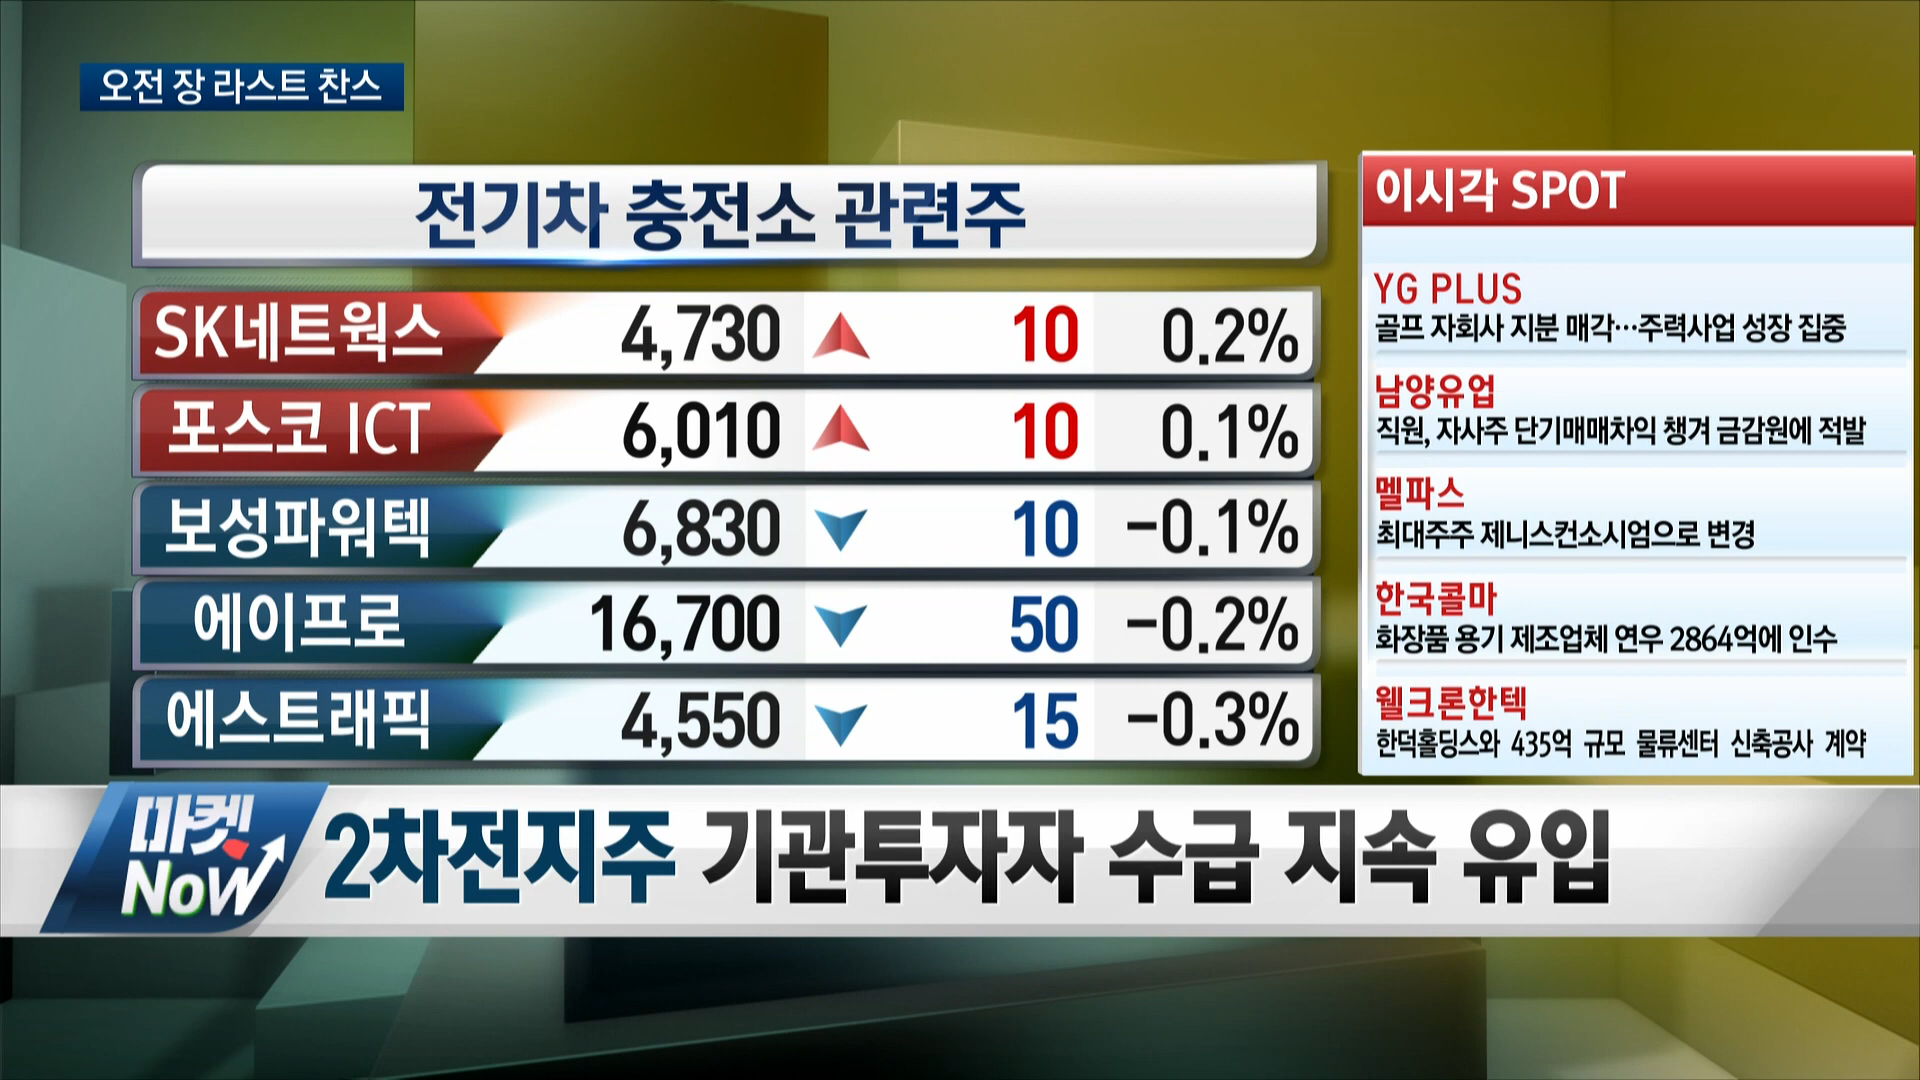 오전 장 라스트 찬스
전기차 충전소 관련주
SK네트웍스 4,730 10 0.2%
포스코 ICT 6,010 10 0.1%
보성파워텍 6,830 10 -0.1%
에이프로 16,700 50 -0.2%
에스트래픽 4,550 15 -0.3%
이시각 SPOT
YG PLUS
골프 자회사 지분 매각…주력사업 성장 집중
남양유업
직원, 자사주 단기매매차익 챙겨 금감원에 적발
멜파스
최대주주 제니스컨소시엄으로 변경
한국콜마
화장품 용기 제조업체 연우 2864억에 인수
웰크론한텍
한덕홀딩스와 435억 규모 물류센터 신축공사 계약
마켓
NOW
2차전지주 기관투자자 수급 지속 유입